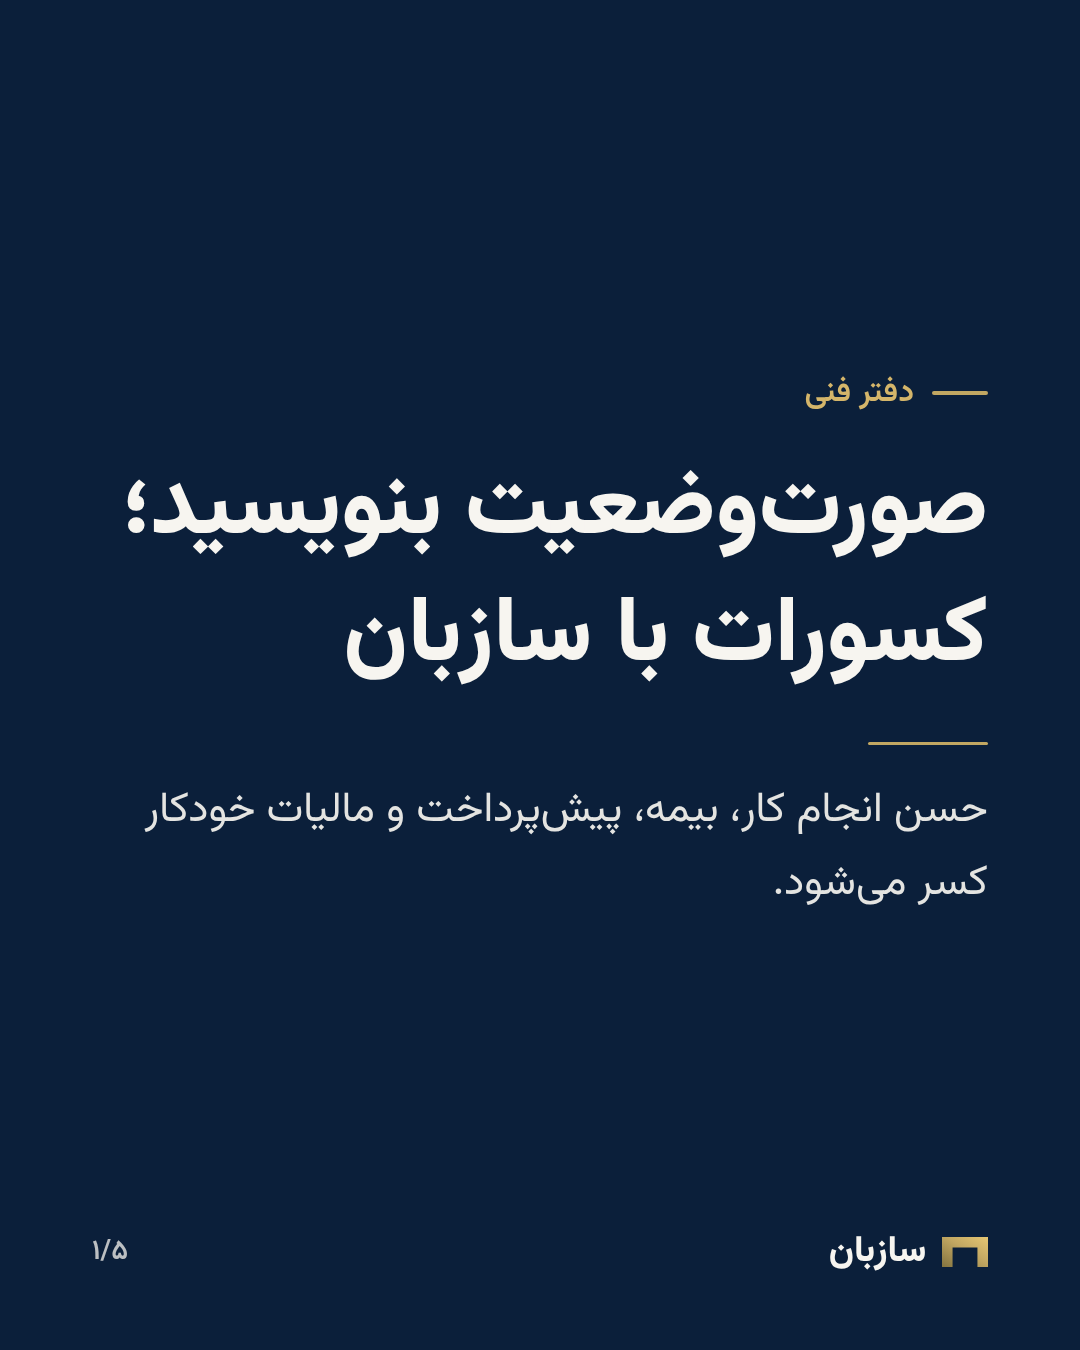 دفتر فنی
صورت‌وضعیت بنویسید؛
کسورات با سازبان
حسن انجام کار، بیمه، پیش‌پرداخت و مالیات خودکار
کسر می‌شود.
سازبان
۱/۵